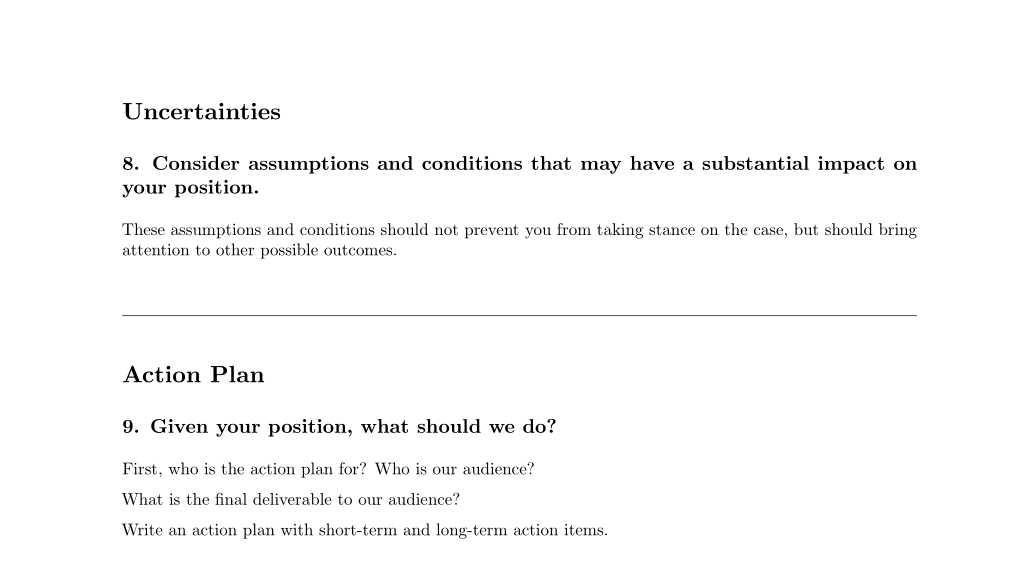 Uncertainties
8. Consider assumptions and conditions that may have a substantial impact on
your position.
These assumptions and conditions should not prevent you from taking stance on the case, but should bring
attention to other possible outcomes.
Action Plan
9. Given your position, what should we do?
First, who is the action plan for? Who is our audience?
What is the final deliverable to our audience?
Write an action plan with short-term and long-term action items.